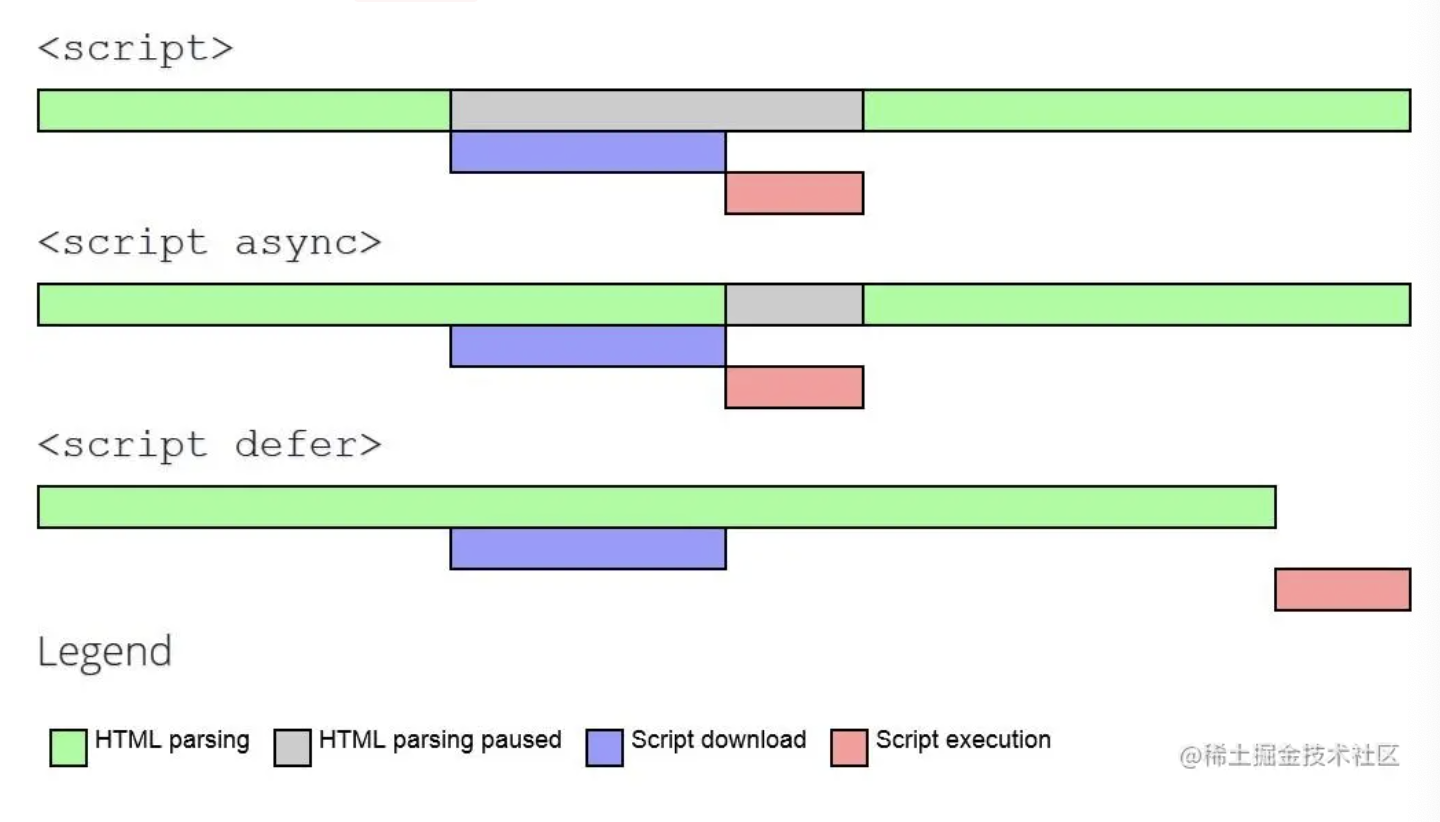 <script>
<script async>
<script defer>
Legend
HTML parsing HTML parsing paused Script download Script execution
@稀土掘金技术社区